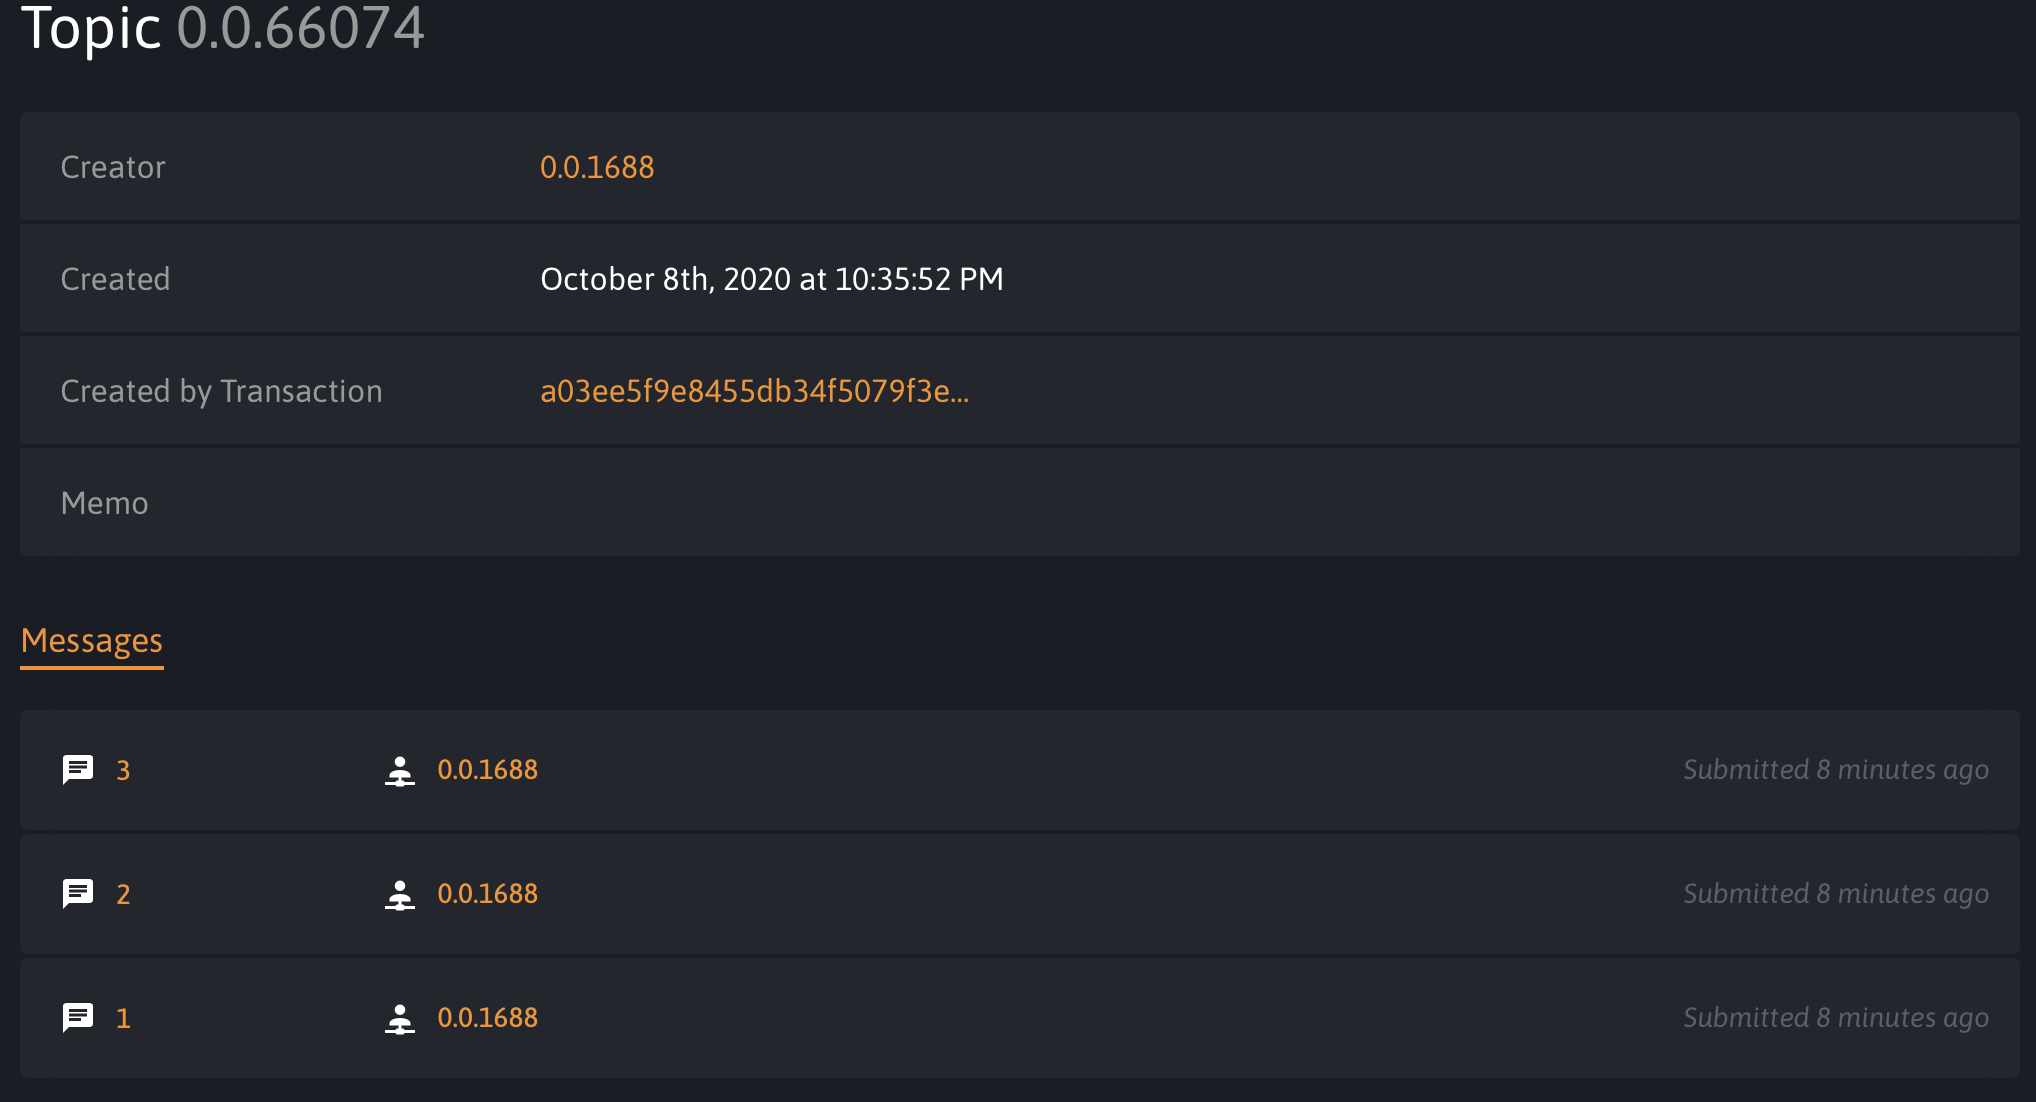 Topic 0.0.66074
Creator 0.0.1688
Created October 8th, 2020 at 10:35:52 PM
Created by Transaction a03ee5f9e8455db34f5079f3e...
Memo
Messages
3 0.0.1688 Submitted 8 minutes ago
2 0.0.1688 Submitted 8 minutes ago
1 0.0.1688 Submitted 8 minutes ago